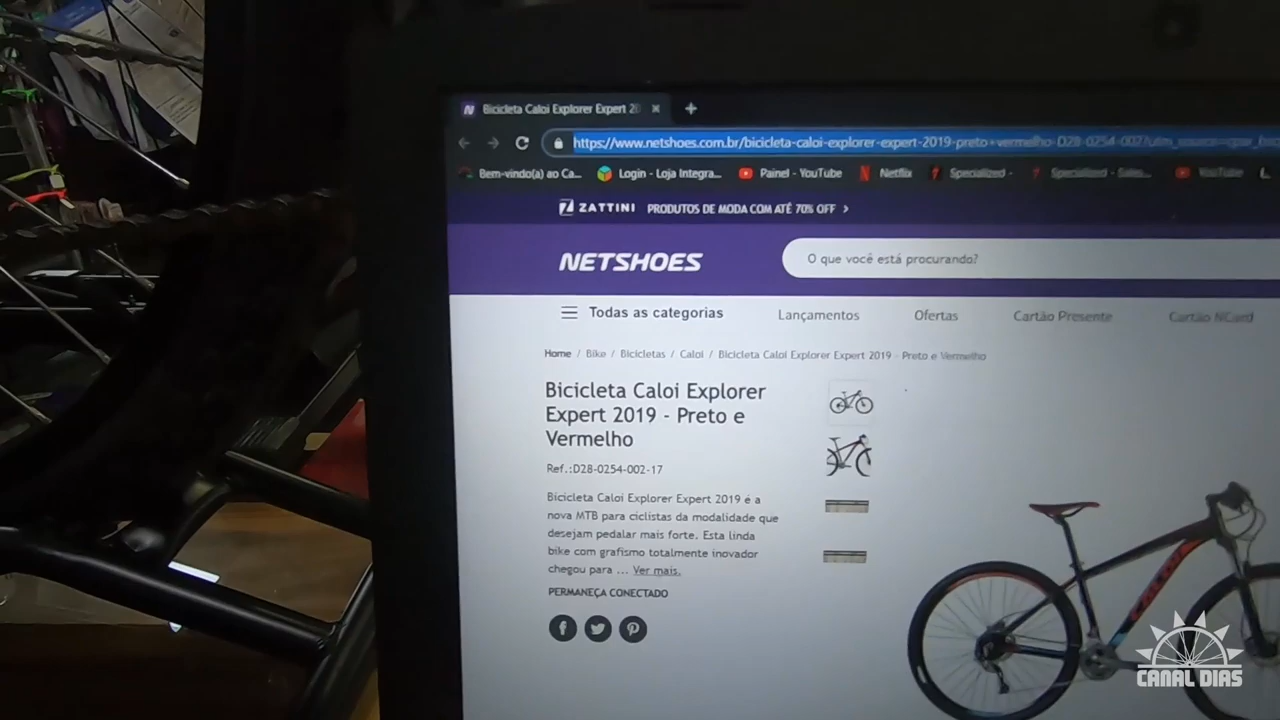 Bicicleta Caloi Explorer Expert 20
https://www.netshoes.com.br/bicicleta-caloi-explorer-expert-2019-preto-vermelho-D28-0254-002?utm_source=
Bem-vindo(a) ao Ca... Login - Loja Integra... Painel - YouTube Netflix Specialized - Specialized - Sales... YouTube
ZATTINI PRODUTOS DE MODA COM ATÉ 70% OFF >
NETSHOES O que você está procurando?
Todas as categorias Lançamentos Ofertas Cartão Presente Cartão NCard
Home / Bike / Bicicletas / Caloi / Bicicleta Caloi Explorer Expert 2019 - Preto e Vermelho
Bicicleta Caloi Explorer
Expert 2019 - Preto e
Vermelho
Ref.:D28-0254-002-17
Bicicleta Caloi Explorer Expert 2019 é a
nova MTB para ciclistas da modalidade que
desejam pedalar mais forte. Esta linda
bike com grafismo totalmente inovador
chegou para ... Ver mais.
PERMANEÇA CONECTADO
CALOI
CANAL DIAS